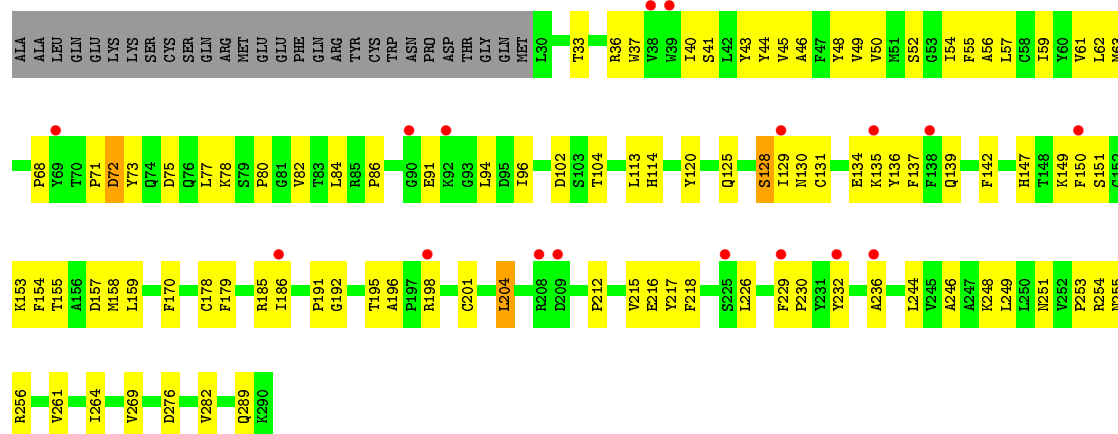 ALA ALA LEU GLN GLU LYS LYS SER CYS SER GLN ARG MET GLU GLU PHE GLN ARG TYR CYS TRP ASN PRO ASP THR GLY GLN MET L30 T33 R36 W37 V38 W39 I40 S41 L42 Y43 Y44 V45 A46 F47 Y48 V49 V50 M51 S52 G53 I54 F55 A56 L57 C58 I59 Y60 V61 L62 M63
P68 Y69 T70 P71 D72 Y73 Q74 D75 Q76 L77 K78 S79 P80 G81 V82 T83 L84 R85 P86 G90 E91 K92 G93 L94 D95 I96 D102 S103 T104 L113 H114 Y120 Q125 S128 I129 N130 C131 E134 K135 Y136 F137 F138 Q139 F142 H147 T148 K149 F150 S151 C152
K153 F154 T155 A156 D157 M158 L159 F170 C178 F179 R185 I186 P191 G192 T195 A196 P197 R198 C201 L204 R208 D209 P212 V215 E216 Y217 F218 S225 L226 F229 P230 Y231 Y232 A236 L244 V245 A246 A247 K248 L249 L250 N251 V252 P253 R254
R256 V261 I264 V269 D276 V282 Q289 K290